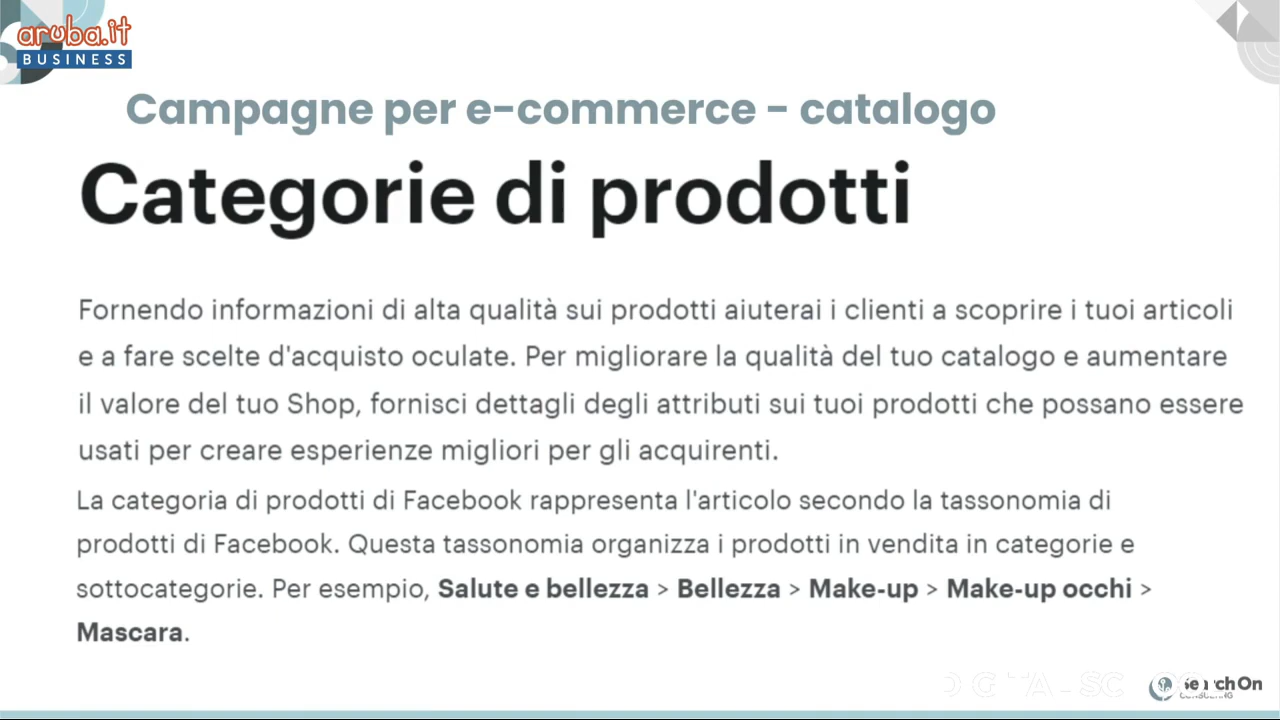 aruba.it
BUSINESS
Campagne per e-commerce - catalogo
Categorie di prodotti
Fornendo informazioni di alta qualità sui prodotti aiuterai i clienti a scoprire i tuoi articoli
e a fare scelte d'acquisto oculate. Per migliorare la qualità del tuo catalogo e aumentare
il valore del tuo Shop, fornisci dettagli degli attributi sui tuoi prodotti che possano essere
usati per creare esperienze migliori per gli acquirenti.
La categoria di prodotti di Facebook rappresenta l'articolo secondo la tassonomia di
prodotti di Facebook. Questa tassonomia organizza i prodotti in vendita in categorie e
sottocategorie. Per esempio, Salute e bellezza > Bellezza > Make-up > Make-up occhi >
Mascara.
SearchOn
CONSULTING